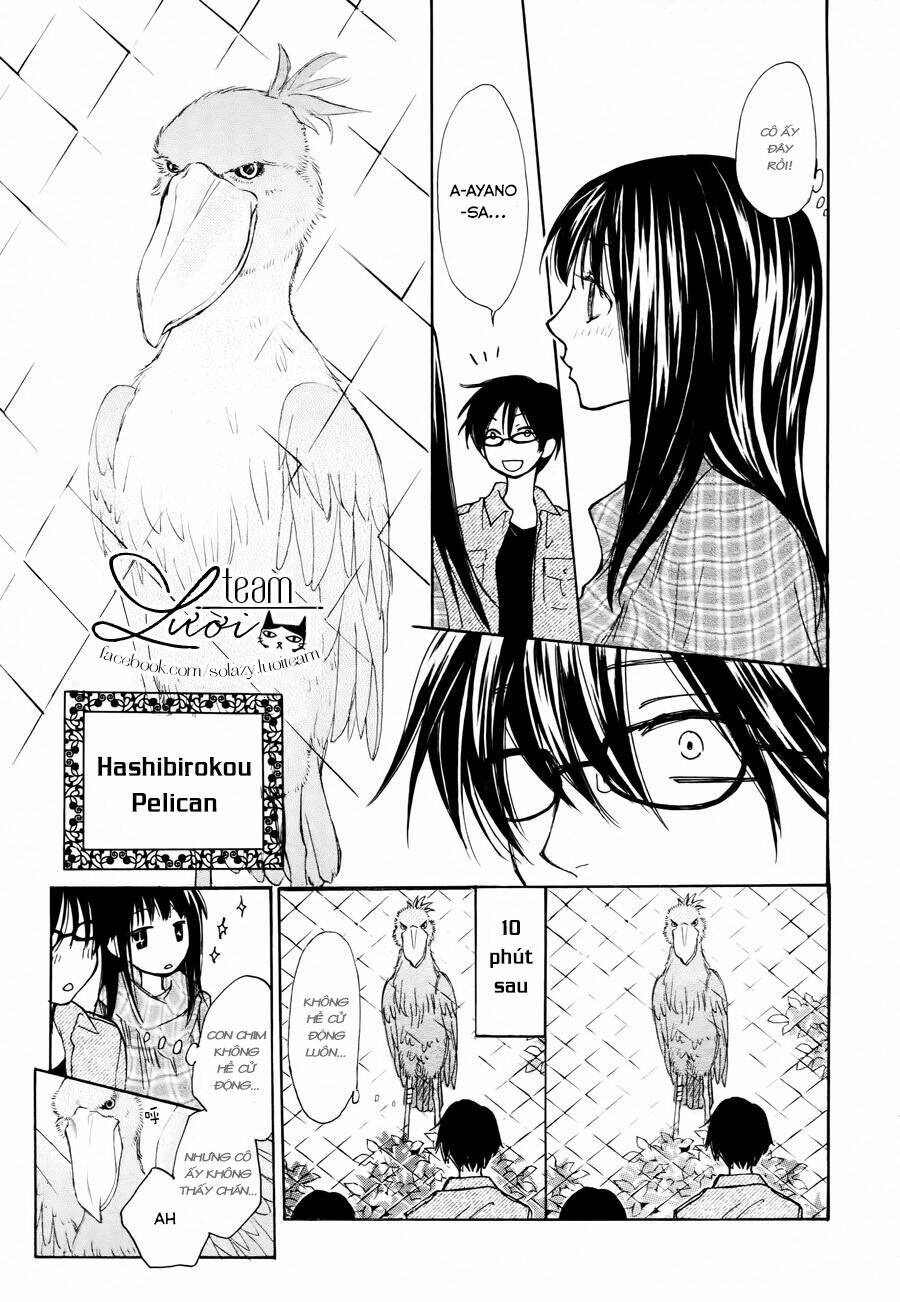 CÔ ẤY
ĐÂY
RỒI!
A-AYANO
-SA...
team
Lười
facebook.com/solazy.luoiteam
Hashibirokou
Pelican
10
phút
sau
KHÔNG
HỀ CỬ
ĐỘNG
LUÔN...
CON CHIM
KHÔNG
HỀ CỬ
ĐỘNG...
NHƯNG CÔ
ẤY KHÔNG
THẤY CHÁN...
AH